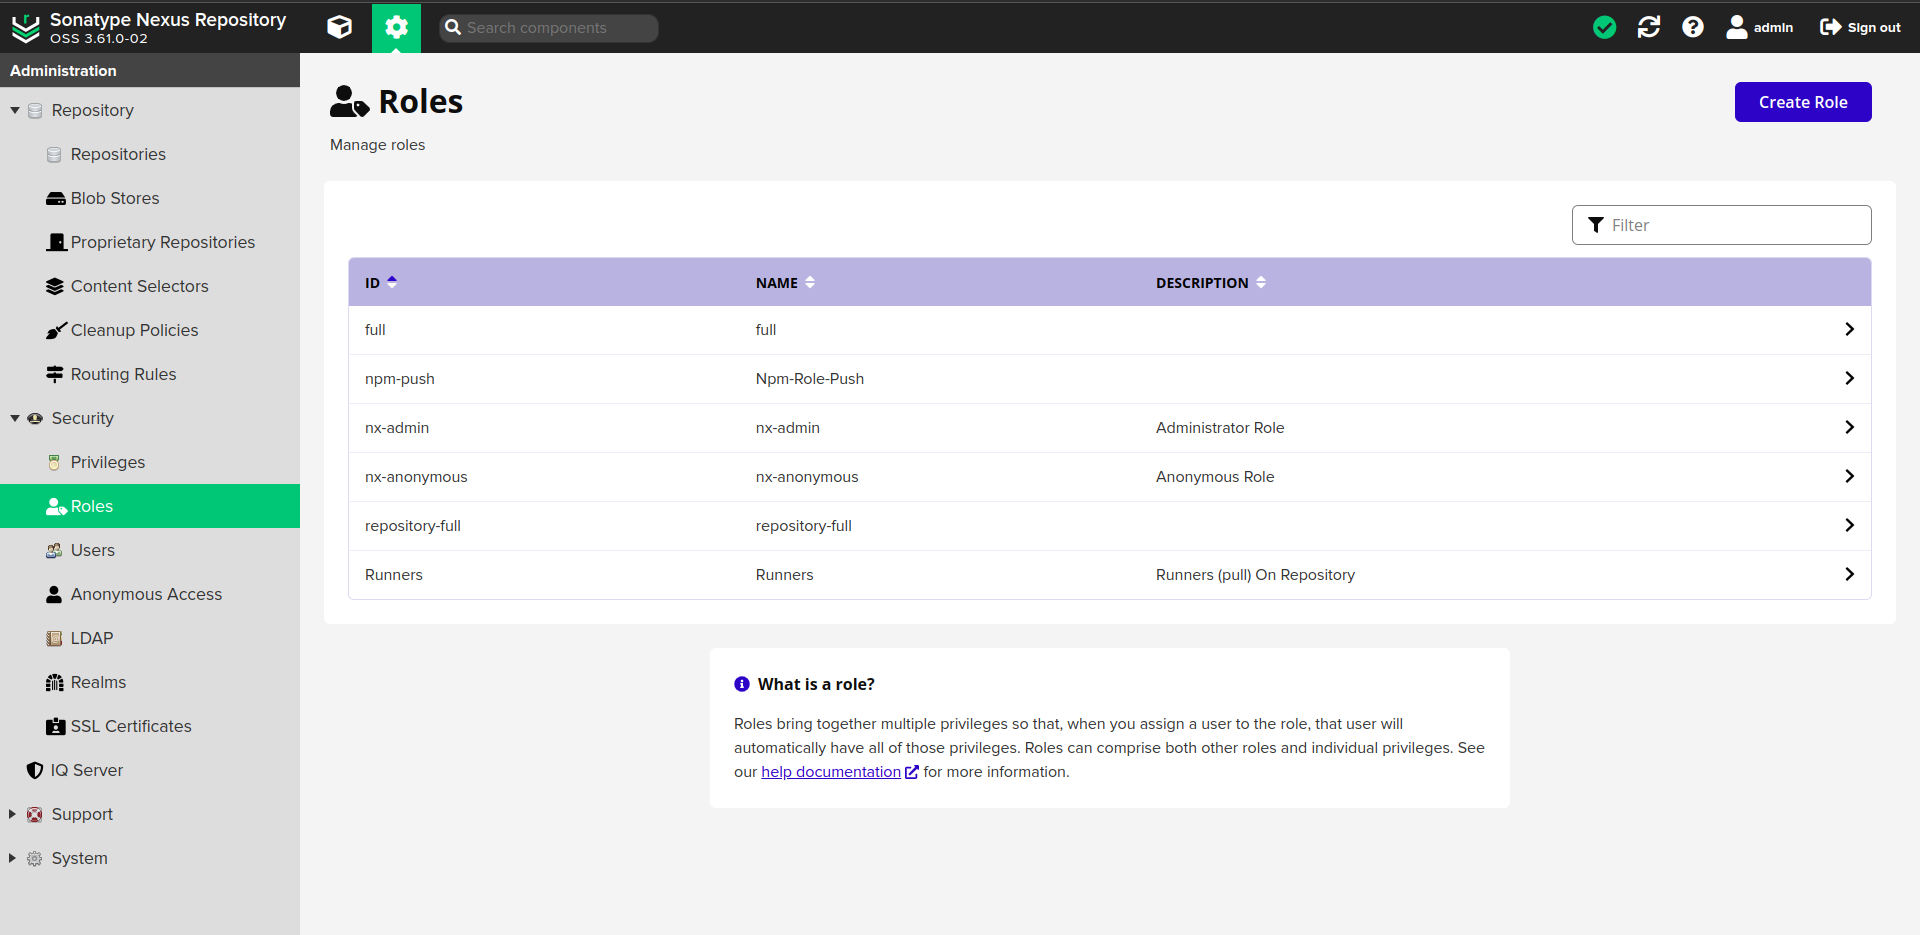 Sonatype Nexus Repository
OSS 3.61.0-02
Search components
admin
Sign out
Administration
Repository
Repositories
Blob Stores
Proprietary Repositories
Content Selectors
Cleanup Policies
Routing Rules
Security
Privileges
Roles
Users
Anonymous Access
LDAP
Realms
SSL Certificates
IQ Server
Support
System
Roles
Create Role
Manage roles
Filter
ID NAME DESCRIPTION
full full
npm-push Npm-Role-Push
nx-admin nx-admin Administrator Role
nx-anonymous nx-anonymous Anonymous Role
repository-full repository-full
Runners Runners Runners (pull) On Repository
What is a role?
Roles bring together multiple privileges so that, when you assign a user to the role, that user will
automatically have all of those privileges. Roles can comprise both other roles and individual privileges. See
our help documentation for more information.